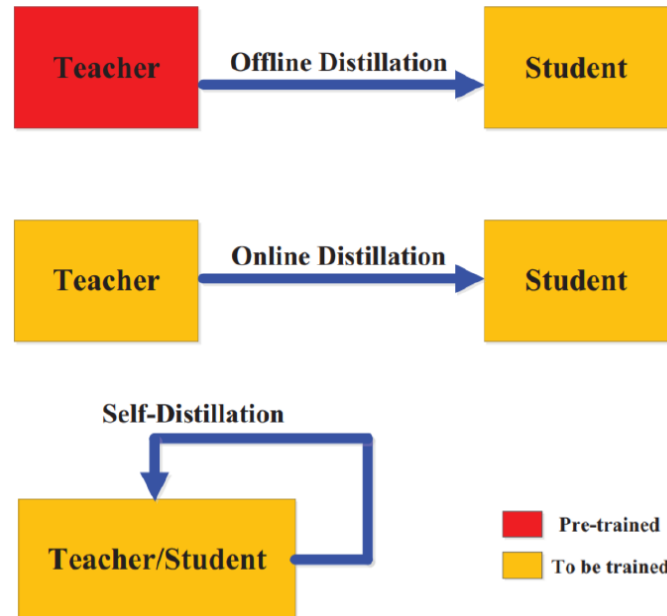 Teacher
Offline Distillation
Student
Teacher
Online Distillation
Student
Self-Distillation
Teacher/Student
Pre-trained
To be trained